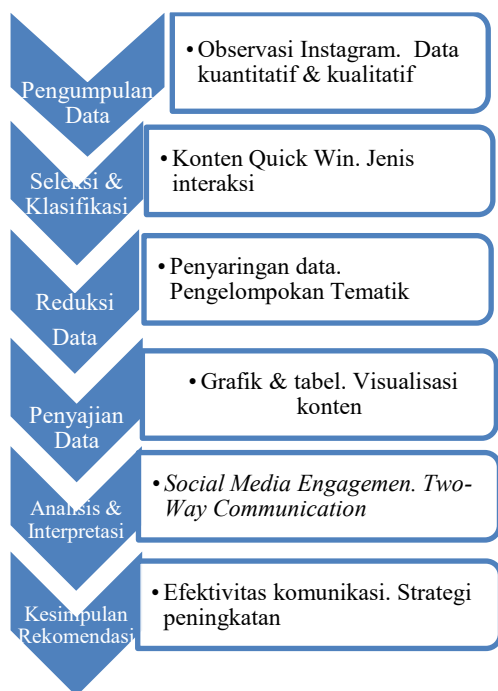 Pengumpulan
Data
• Observasi Instagram. Data
kuantitatif & kualitatif
Seleksi &
Klasifikasi
• Konten Quick Win. Jenis
interaksi
Reduksi
Data
• Penyaringan data.
Pengelompokan Tematik
Penyajian
Data
• Grafik & tabel. Visualisasi
konten
Analisis &
Interpretasi
• Social Media Engagemen. Two-
Way Communication
Kesimpulan
Rekomendasi
• Efektivitas komunikasi. Strategi
peningkatan